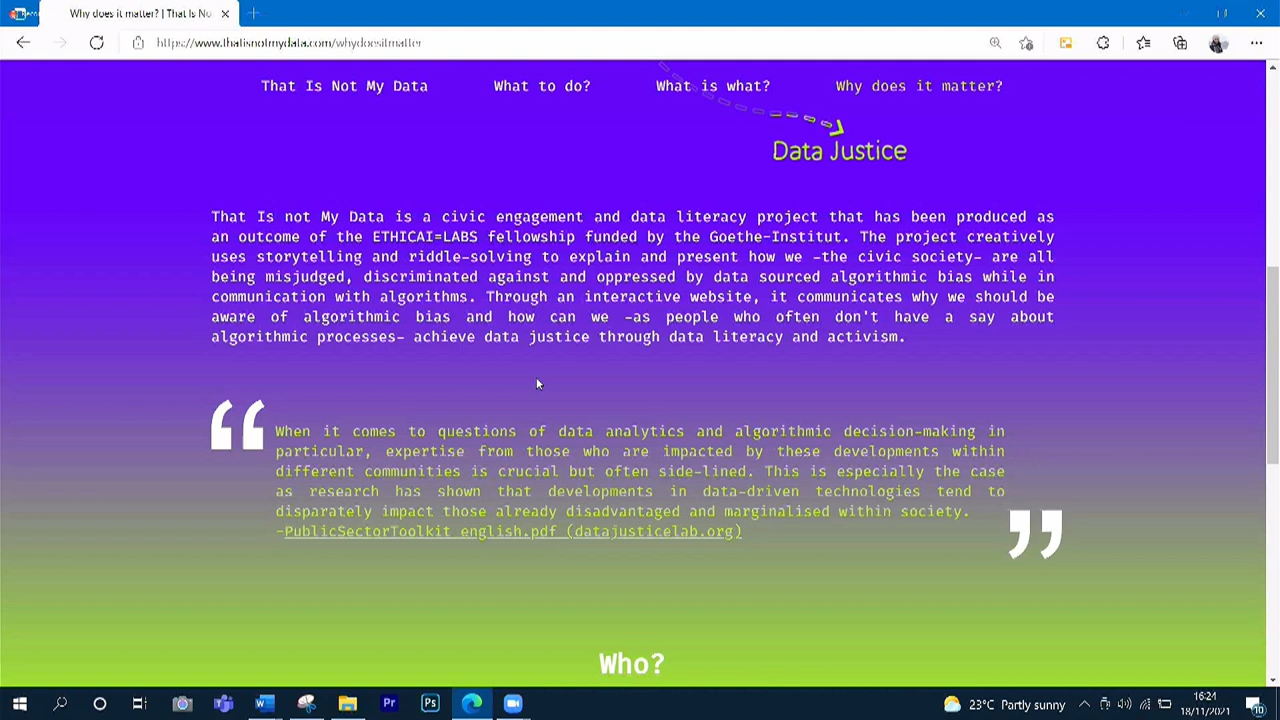 Why does it matter? | That Is No
https://www.thatisnotmydata.com/whydoesitmatter
That Is Not My Data What to do? What is what? Why does it matter?
Data Justice
That Is not My Data is a civic engagement and data literacy project that has been produced as
an outcome of the ETHICAI=LABS fellowship funded by the Goethe-Institut. The project creatively
uses storytelling and riddle-solving to explain and present how we -the civic society- are all
being misjudged, discriminated against and oppressed by data sourced algorithmic bias while in
communication with algorithms. Through an interactive website, it communicates why we should be
aware of algorithmic bias and how can we -as people who often don't have a say about
algorithmic processes- achieve data justice through data literacy and activism.
“ When it comes to questions of data analytics and algorithmic decision-making in
particular, expertise from those who are impacted by these developments within
different communities is crucial but often side-lined. This is especially the case
as research has shown that developments in data-driven technologies tend to
disparately impact those already disadvantaged and marginalised within society. ”
-PublicSectorToolkit_english.pdf (datajusticelab.org)
Who?
W Pr Ps 23°C Partly sunny 16:24
18/11/2021 10